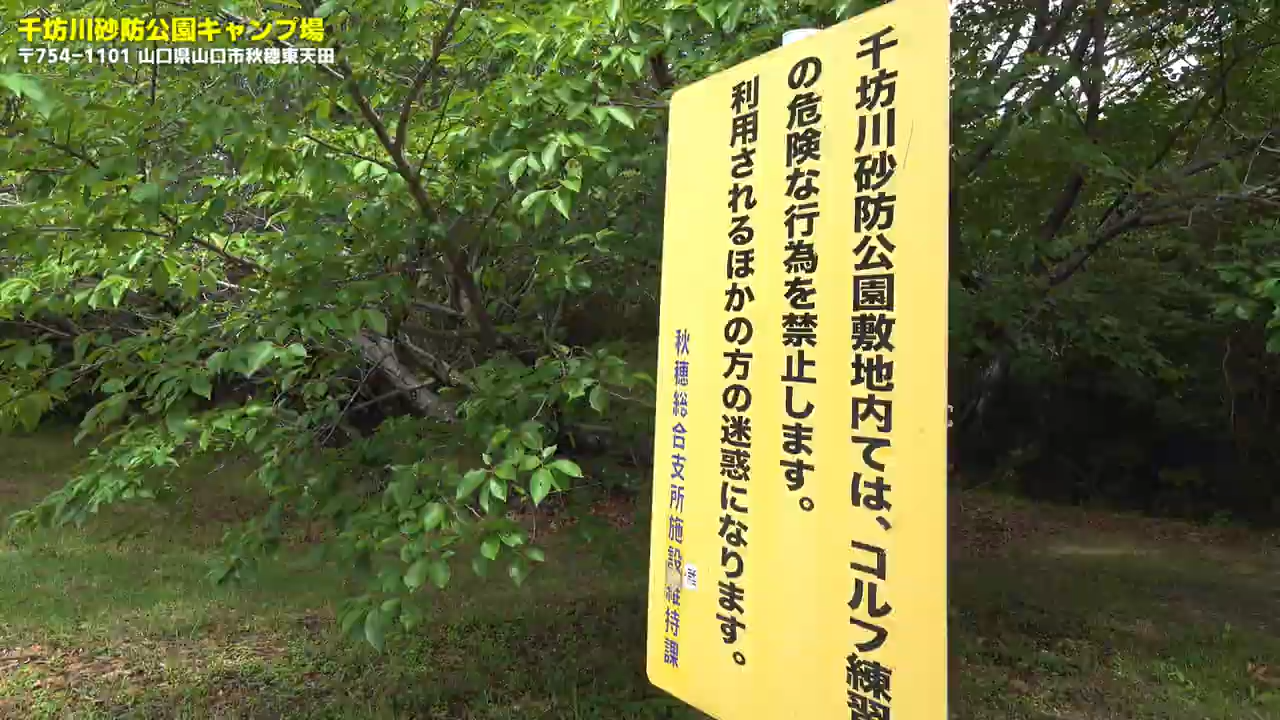 千坊川砂防公園キャンプ場
〒754-1101 山口県山口市秋穂東天田
千坊川砂防公園敷地内ては、コルフ練習
の危険な行為を禁止します。
利用されるほかの方の迷惑になります。
秋穂総合支所施設維持課